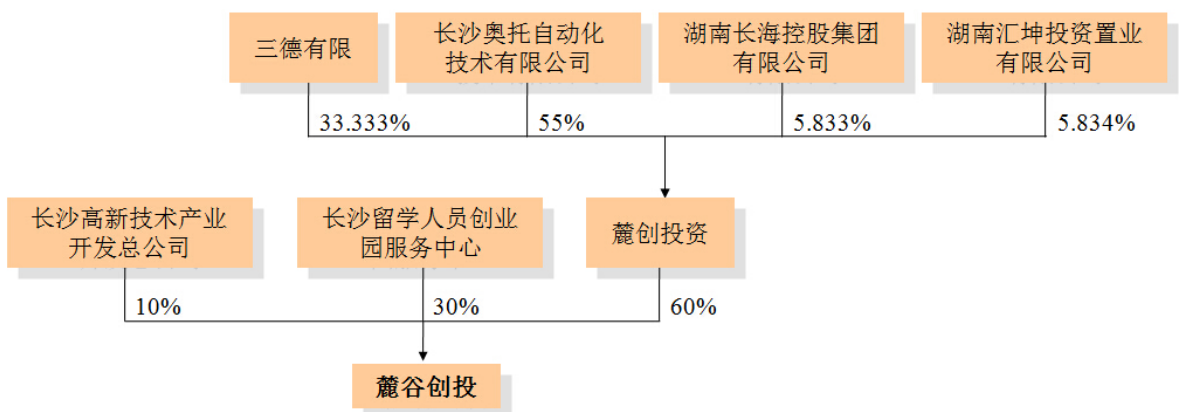 三德有限
长沙奥托自动化
技术有限公司
湖南长海控股集团
有限公司
湖南汇坤投资置业
有限公司
33.333%
55%
5.833%
5.834%
长沙高新技术产业
开发总公司
长沙留学人员创业
园服务中心
麓创投资
10%
30%
60%
麓谷创投